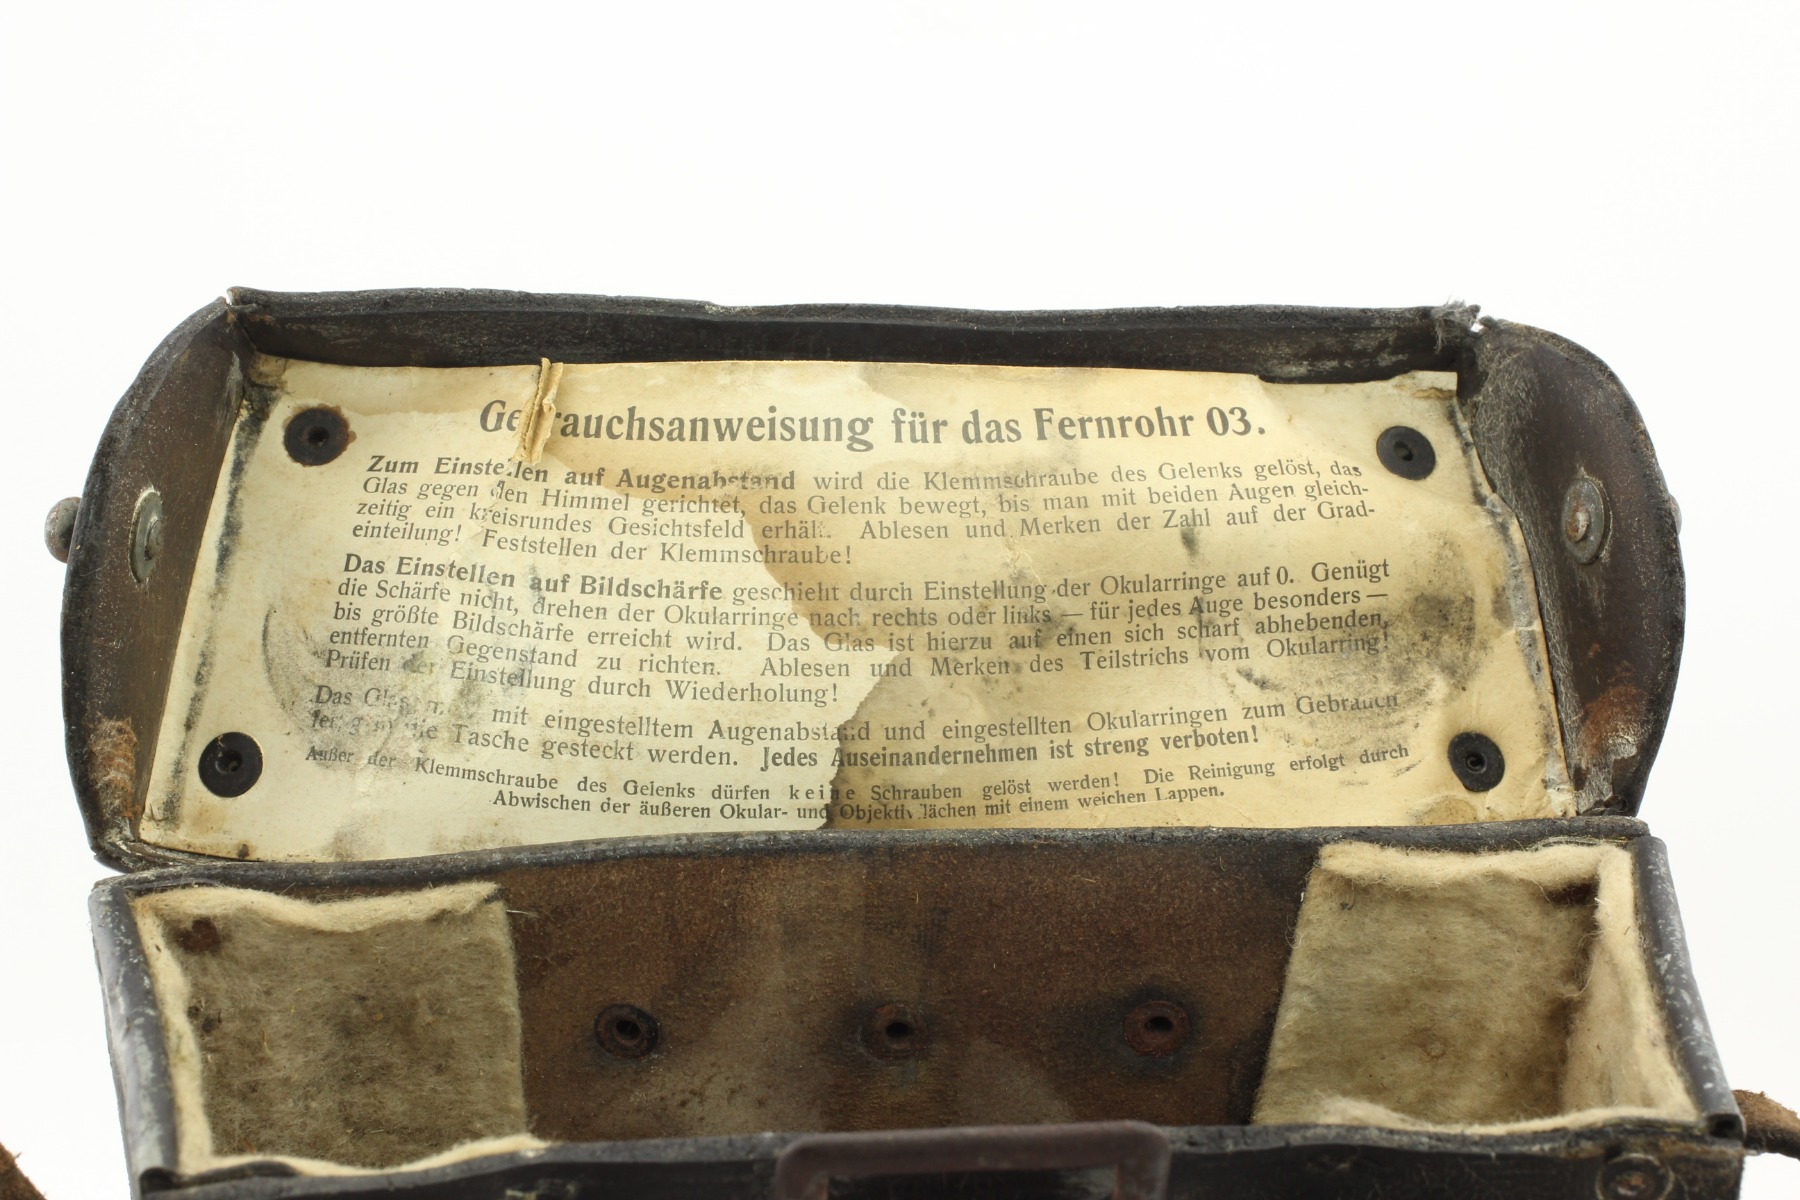 Gebrauchsanweisung für das Fernrohr 03.
Zum Einstellen auf Augenabstand wird die Klemmschraube des Gelenks gelöst, das
Glas gegen den Himmel gerichtet, das Gelenk bewegt, bis man mit beiden Augen gleich-
zeitig ein kreisrundes Gesichtsfeld erhält. Ablesen und Merken der Zahl auf der Grad-
einteilung! Feststellen der Klemmschraube!
Das Einstellen auf Bildschärfe geschieht durch Einstellung der Okularringe auf 0. Genügt
die Schärfe nicht, drehen der Okularringe nach rechts oder links — für jedes Auge besonders —
bis größte Bildschärfe erreicht wird. Das Glas ist hierzu auf einen sich scharf abhebenden,
entfernten Gegenstand zu richten. Ablesen und Merken des Teilstrichs vom Okularring!
Prüfen der Einstellung durch Wiederholung!
Das mit eingestelltem Augenabstand und eingestellten Okularringen zum Gebrauch
die Tasche gesteckt werden. Jedes Auseinandernehmen ist streng verboten!
Außer der Klemmschraube des Gelenks dürfen keine Schrauben gelöst werden! Die Reinigung erfolgt durch
Abwischen der äußeren Okular- und Objektivflächen mit einem weichen Lappen.